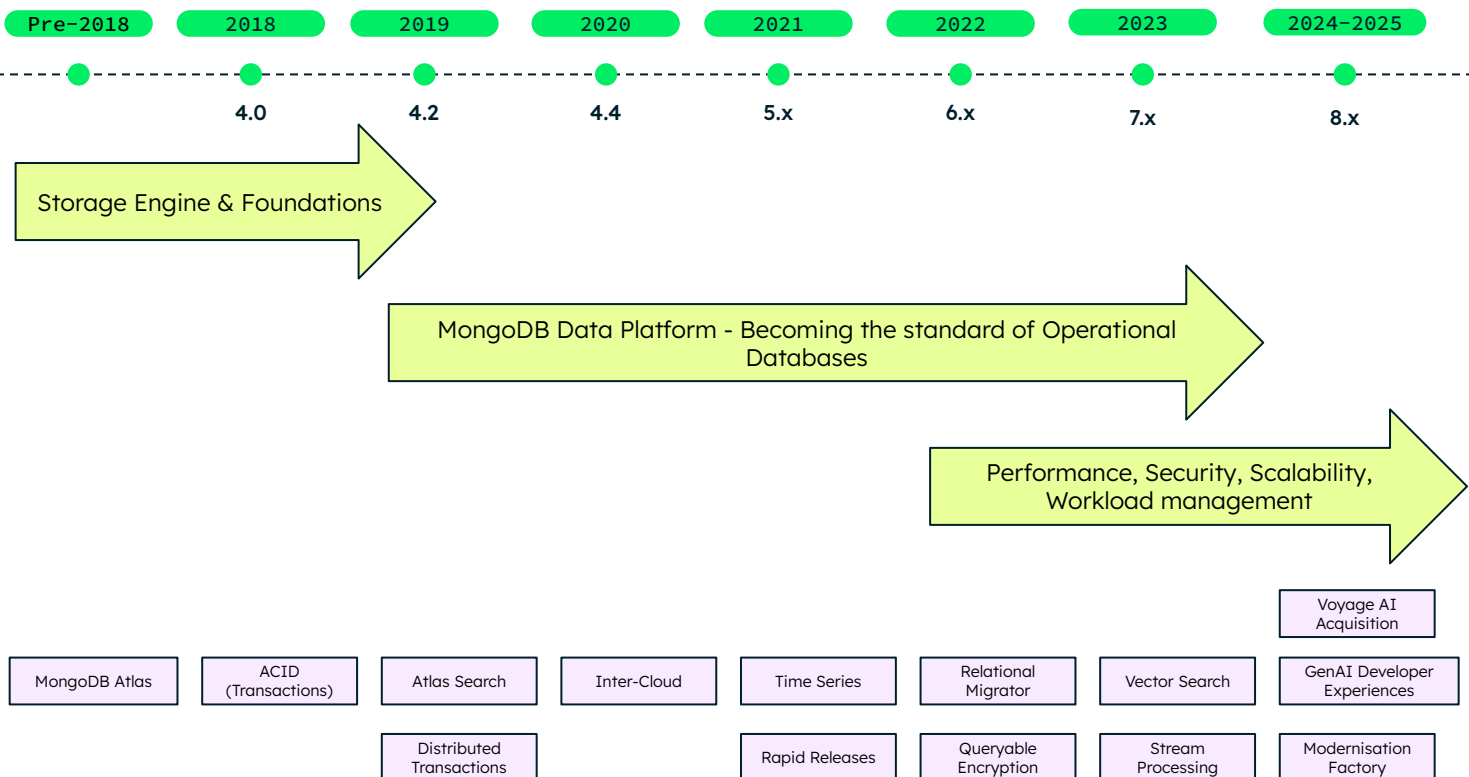 Pre-2018
2018
2019
2020
2021
2022
2023
2024-2025
4.0
4.2
4.4
5.x
6.x
7.x
8.x
Storage Engine & Foundations
MongoDB Data Platform - Becoming the standard of Operational
Databases
Performance, Security, Scalability,
Workload management
Voyage AI
Acquisition
MongoDB Atlas
ACID
(Transactions)
Atlas Search
Inter-Cloud
Time Series
Relational
Migrator
Vector Search
GenAI Developer
Experiences
Distributed
Transactions
Rapid Releases
Queryable
Encryption
Stream
Processing
Modernisation
Factory